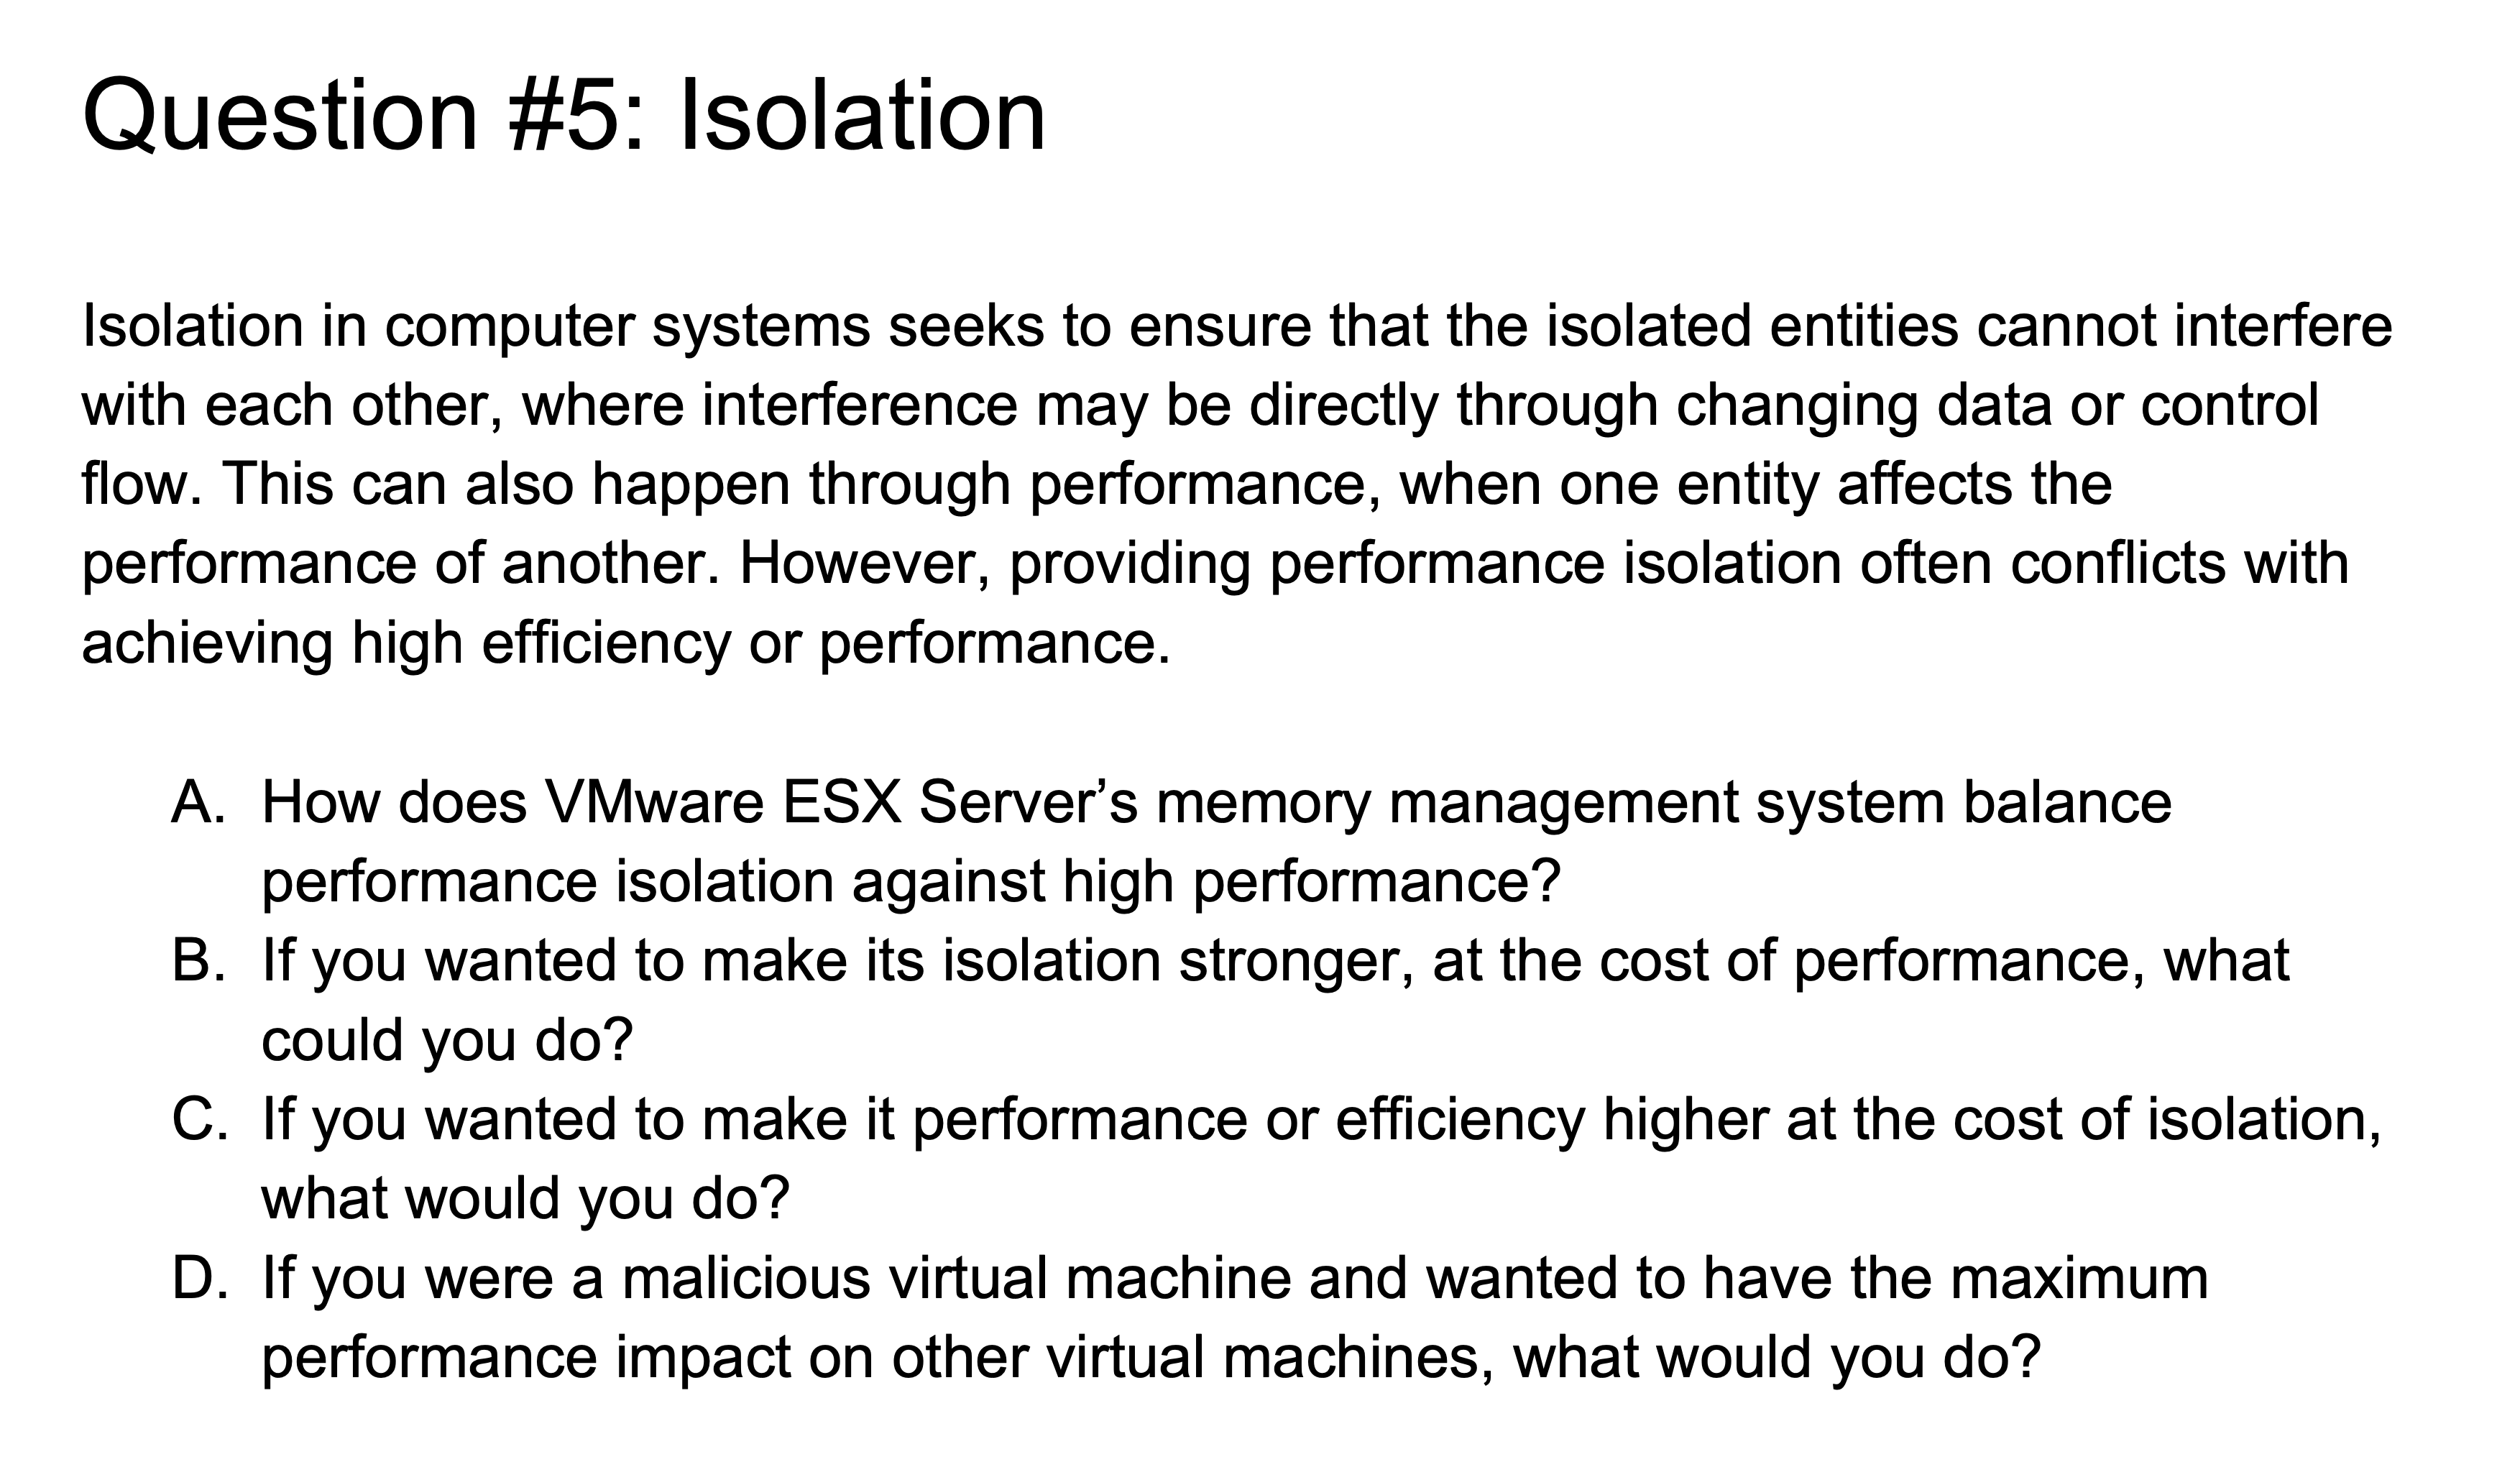 Question #5: Isolation
Isolation in computer systems seeks to ensure that the isolated entities cannot interfere
with each other, where interference may be directly through changing data or control
flow. This can also happen through performance, when one entity affects the
performance of another. However, providing performance isolation often conflicts with
achieving high efficiency or performance.
A. How does VMware ESX Server’s memory management system balance
performance isolation against high performance?
B. If you wanted to make its isolation stronger, at the cost of performance, what
could you do?
C. If you wanted to make it performance or efficiency higher at the cost of isolation,
what would you do?
D. If you were a malicious virtual machine and wanted to have the maximum
performance impact on other virtual machines, what would you do?